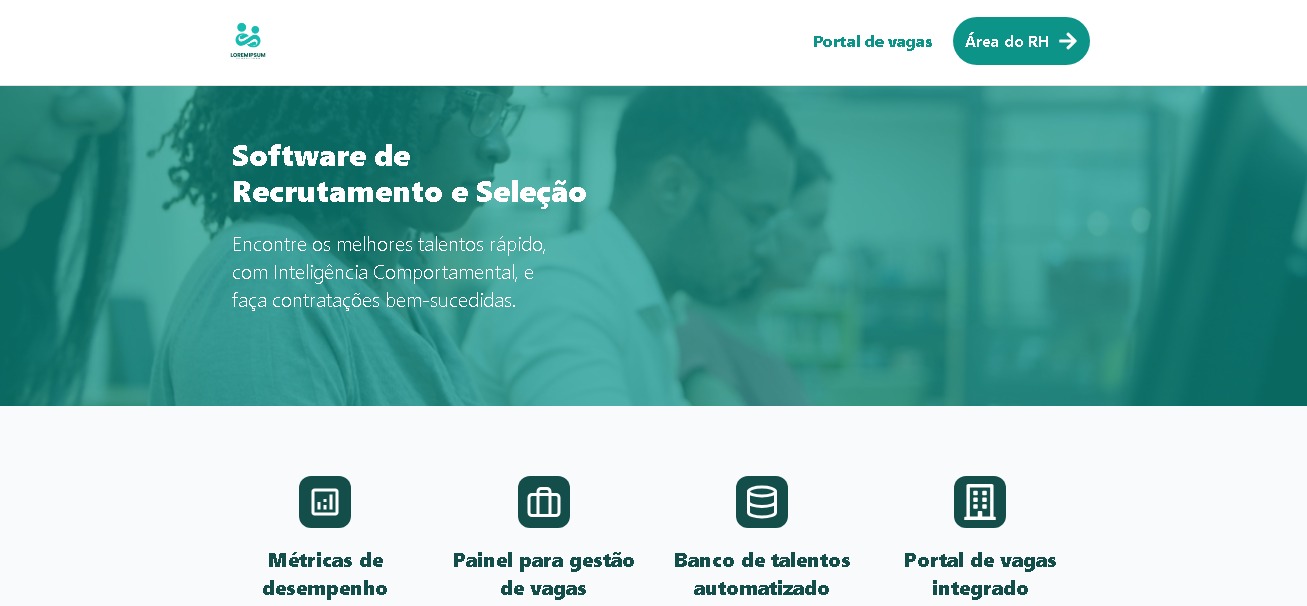 LOREMIPSUM
Portal de vagas
Área do RH
Software de
Recrutamento e Seleção
Encontre os melhores talentos rápido,
com Inteligência Comportamental, e
faça contratações bem-sucedidas.
Métricas de
desempenho
Painel para gestão
de vagas
Banco de talentos
automatizado
Portal de vagas
integrado